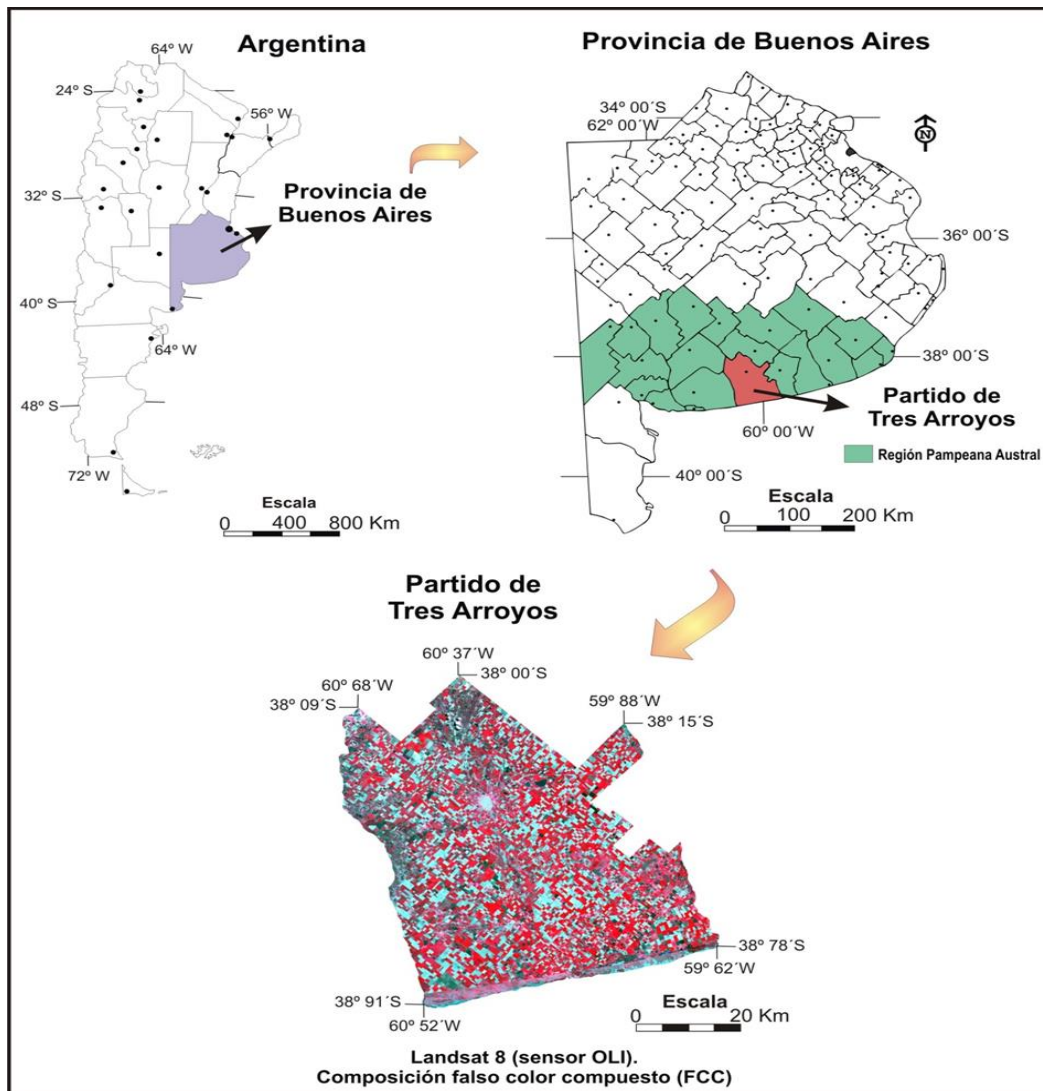 Argentina
64º W
24º S
56º W
Provincia de
Buenos Aires
32º S
40º S
64º W
48º S
72º W
Escala
0 400 800 Km
Provincia de Buenos Aires
34º 00´S
62º 00´W
N
36º 00´S
38º 00´S
Partido de
Tres Arroyos
60º 00´W
Región Pampeana Austral
40º 00´S
Escala
0 100 200 Km
Partido de
Tres Arroyos
60º 37´W
38º 00´S
60º 68´W
38º 09´S
59º 88´W
38º 15´S
38º 78´S
59º 62´W
38º 91´S
60º 52´W
Escala
0 20 Km
Landsat 8 (sensor OLI).
Composición falso color compuesto (FCC)